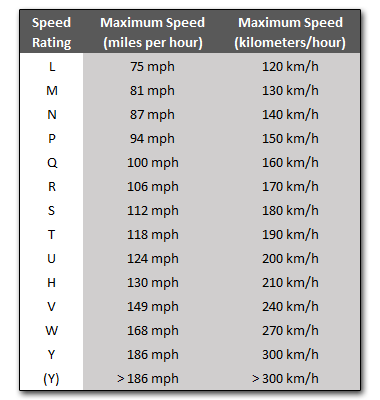 Speed Rating Maximum Speed (miles per hour) Maximum Speed (kilometers/hour)
L 75 mph 120 km/h
M 81 mph 130 km/h
N 87 mph 140 km/h
P 94 mph 150 km/h
Q 100 mph 160 km/h
R 106 mph 170 km/h
S 112 mph 180 km/h
T 118 mph 190 km/h
U 124 mph 200 km/h
H 130 mph 210 km/h
V 149 mph 240 km/h
W 168 mph 270 km/h
Y 186 mph 300 km/h
(Y) > 186 mph > 300 km/h